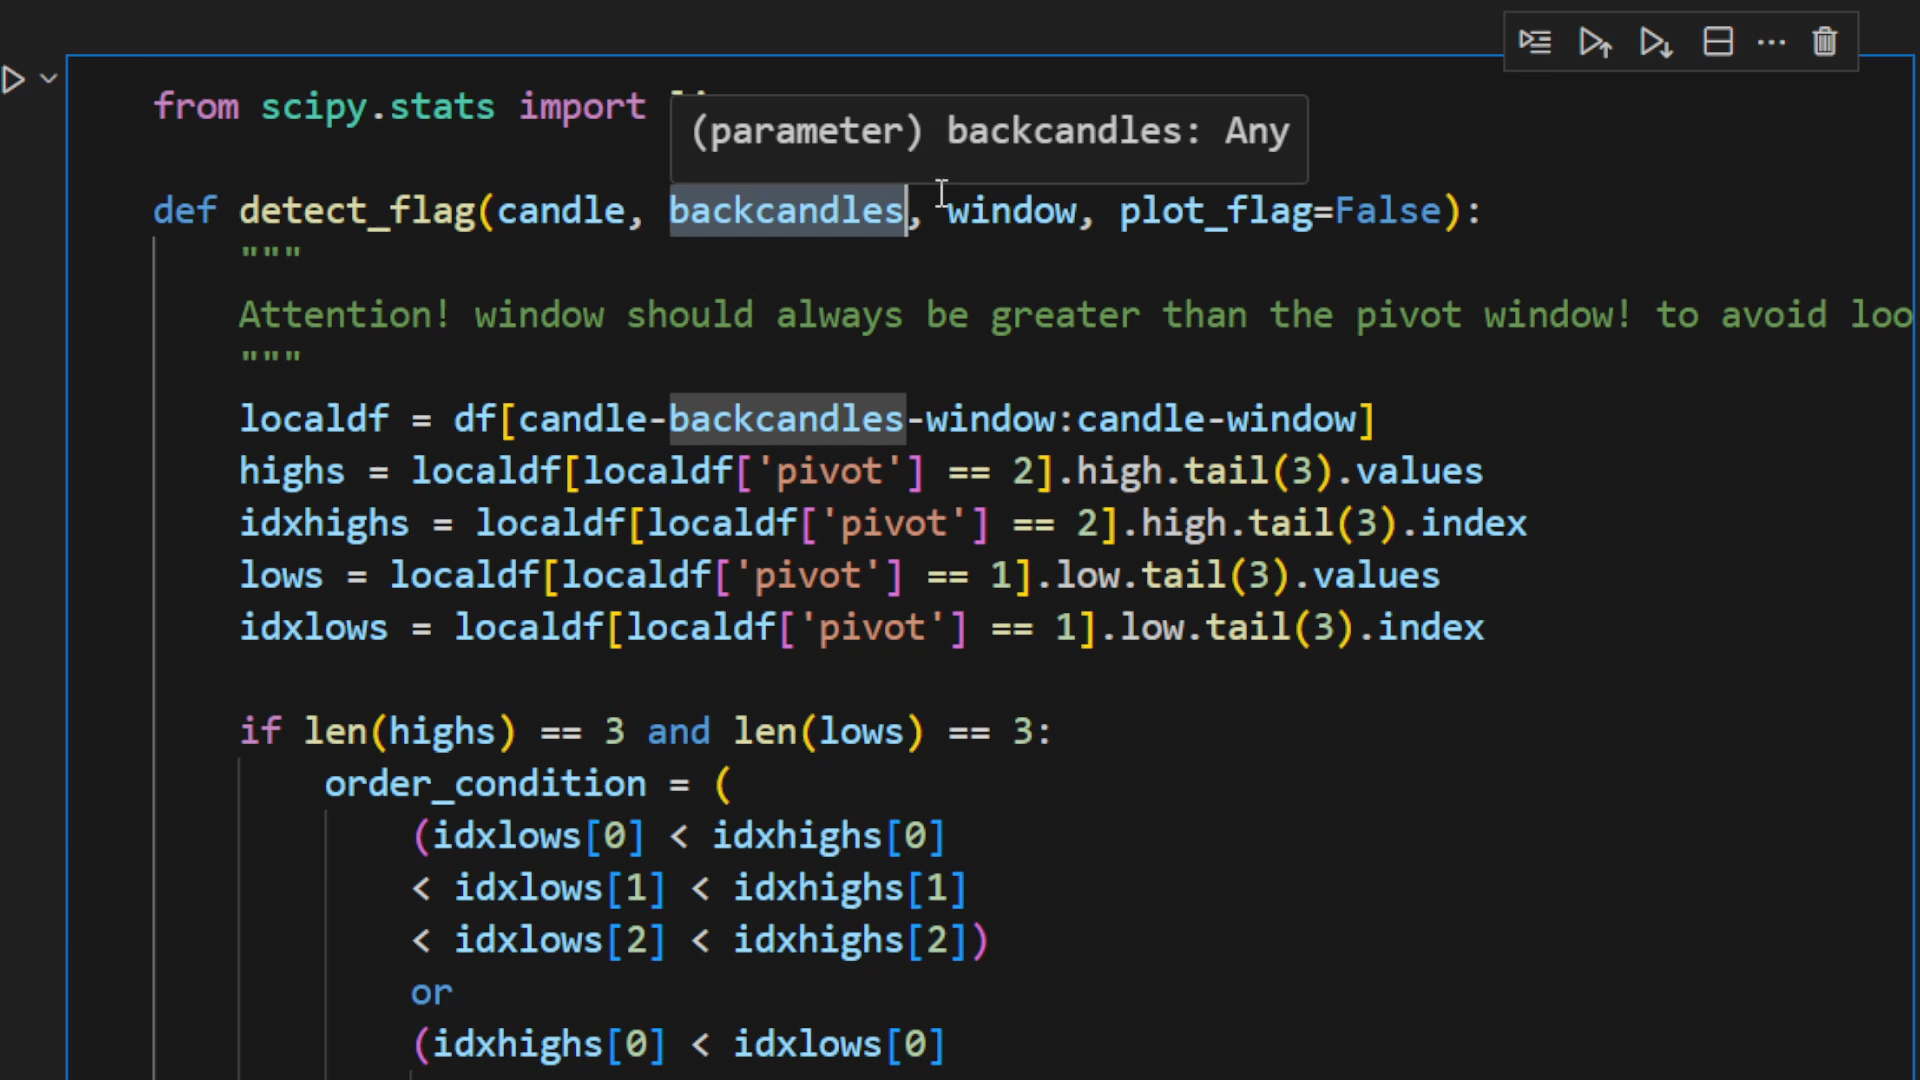 from scipy.stats import
(parameter) backcandles: Any
def detect_flag(candle, backcandles, window, plot_flag=False):
"""
Attention! window should always be greater than the pivot window! to avoid loo
"""
localdf = df[candle-backcandles-window:candle-window]
highs = localdf[localdf['pivot'] == 2].high.tail(3).values
idxhighs = localdf[localdf['pivot'] == 2].high.tail(3).index
lows = localdf[localdf['pivot'] == 1].low.tail(3).values
idxlows = localdf[localdf['pivot'] == 1].low.tail(3).index
if len(highs) == 3 and len(lows) == 3:
order_condition = (
(idxlows[0] < idxhighs[0]
< idxlows[1] < idxhighs[1]
< idxlows[2] < idxhighs[2])
or
(idxhighs[0] < idxlows[0]